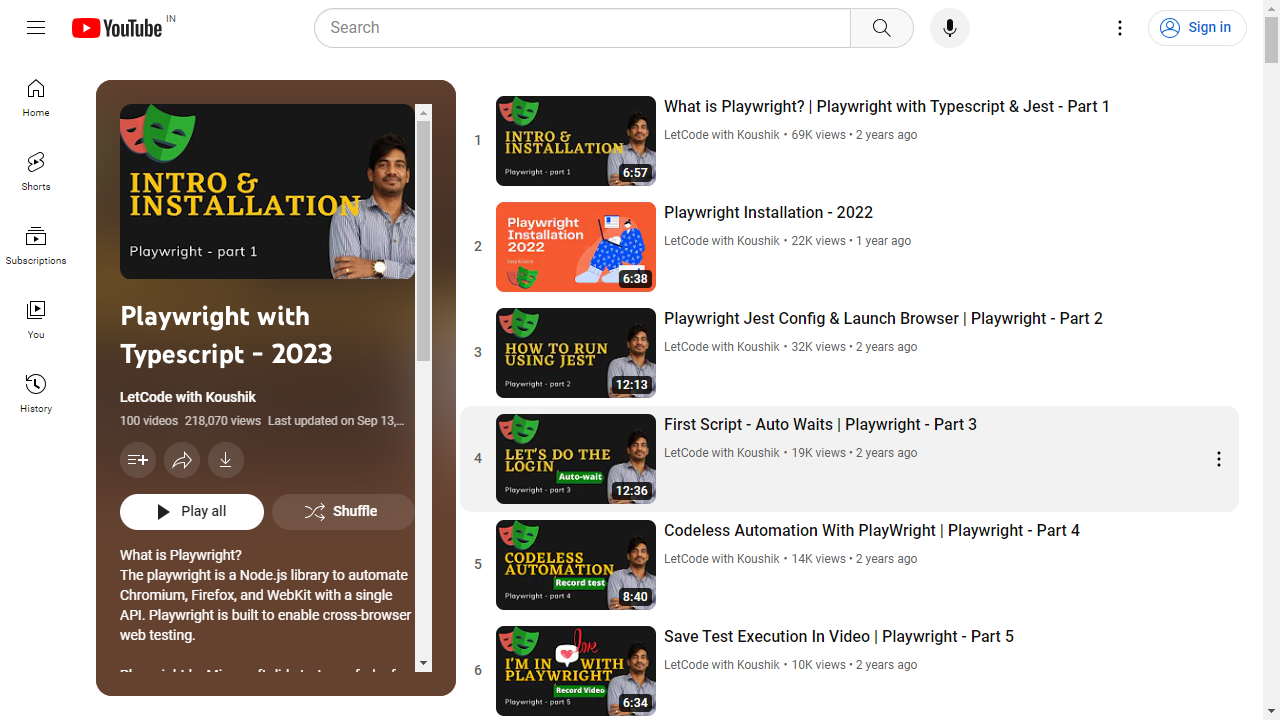 YouTube IN
Search
Sign in
Home
Shorts
Subscriptions
You
History
INTRO &
INSTALLATION
Playwright - part 1
Playwright with
Typescript - 2023
LetCode with Koushik
100 videos 218,070 views Last updated on Sep 13,...
Play all
Shuffle
What is Playwright?
The playwright is a Node.js library to automate
Chromium, Firefox, and WebKit with a single
API. Playwright is built to enable cross-browser
web testing.
1
INTRO &
INSTALLATION
Playwright - part 1
6:57
What is Playwright? | Playwright with Typescript & Jest - Part 1
LetCode with Koushik • 69K views • 2 years ago
2
Playwright
Installation
2022
Easy & Quick
6:38
Playwright Installation - 2022
LetCode with Koushik • 22K views • 1 year ago
3
HOW TO RUN
USING JEST
Playwright - part 2
12:13
Playwright Jest Config & Launch Browser | Playwright - Part 2
LetCode with Koushik • 32K views • 2 years ago
4
LET'S DO THE
LOGIN
Auto-wait
Playwright - part 3
12:36
First Script - Auto Waits | Playwright - Part 3
LetCode with Koushik • 19K views • 2 years ago
5
CODELESS
AUTOMATION
Record test
Playwright - part 4
8:40
Codeless Automation With PlayWright | Playwright - Part 4
LetCode with Koushik • 14K views • 2 years ago
6
love
I'M IN WITH
PLAYWRIGHT
Record Video
Playwright - part 5
6:34
Save Test Execution In Video | Playwright - Part 5
LetCode with Koushik • 10K views • 2 years ago